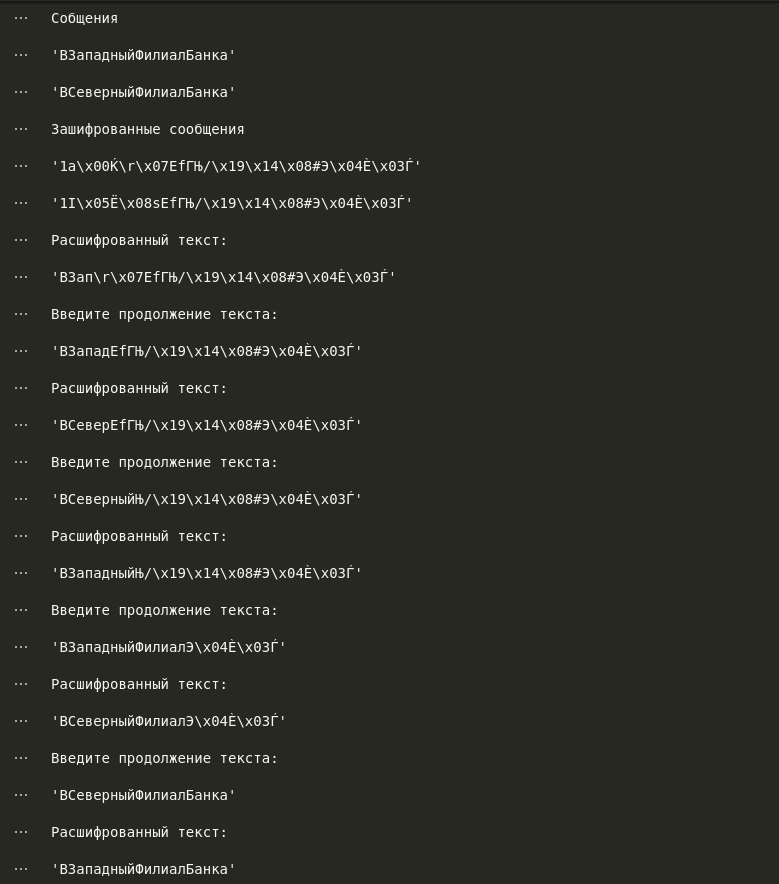 ··· Собщения
··· 'ВЗападныйФилиалБанка'
··· 'ВСеверныйФилиалБанка'
··· Зашифрованные сообщения
··· '1a\x00Ќ\r\x07EfГЊ/\x19\x14\x08#Э\x04Ѐ\x03Ѓ'
··· '1I\x05Ё\x08sEfГЊ/\x19\x14\x08#Э\x04Ѐ\x03Ѓ'
··· Расшифрованный текст:
··· 'ВЗап\r\x07EfГЊ/\x19\x14\x08#Э\x04Ѐ\x03Ѓ'
··· Введите продолжение текста:
··· 'ВЗападEfГЊ/\x19\x14\x08#Э\x04Ѐ\x03Ѓ'
··· Расшифрованный текст:
··· 'ВСеверEfГЊ/\x19\x14\x08#Э\x04Ѐ\x03Ѓ'
··· Введите продолжение текста:
··· 'ВСеверныйЊ/\x19\x14\x08#Э\x04Ѐ\x03Ѓ'
··· Расшифрованный текст:
··· 'ВЗападныйЊ/\x19\x14\x08#Э\x04Ѐ\x03Ѓ'
··· Введите продолжение текста:
··· 'ВЗападныйФилиалЭ\x04Ѐ\x03Ѓ'
··· Расшифрованный текст:
··· 'ВСеверныйФилиалЭ\x04Ѐ\x03Ѓ'
··· Введите продолжение текста:
··· 'ВСеверныйФилиалБанка'
··· Расшифрованный текст:
··· 'ВЗападныйФилиалБанка'